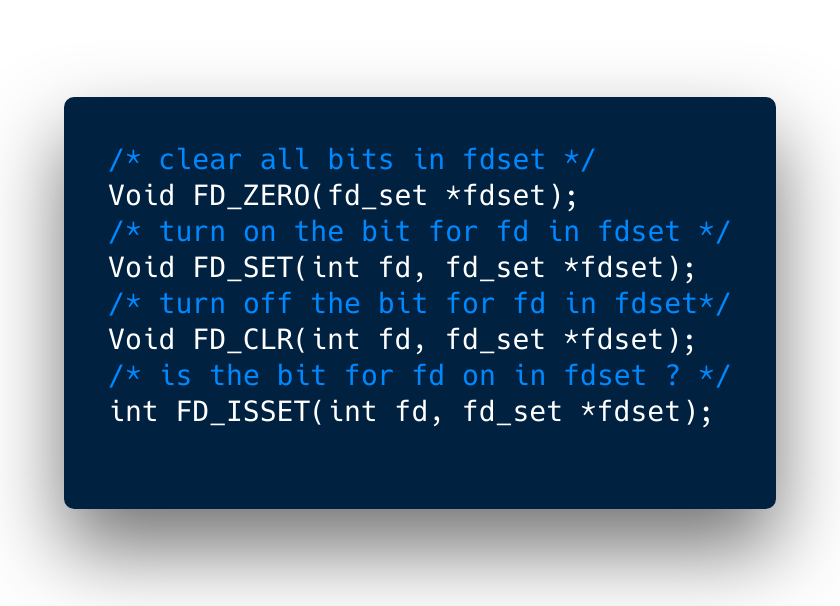 /* clear all bits in fdset */
Void FD_ZERO(fd_set *fdset);
/* turn on the bit for fd in fdset */
Void FD_SET(int fd, fd_set *fdset);
/* turn off the bit for fd in fdset*/
Void FD_CLR(int fd, fd_set *fdset);
/* is the bit for fd on in fdset ? */
int FD_ISSET(int fd, fd_set *fdset);